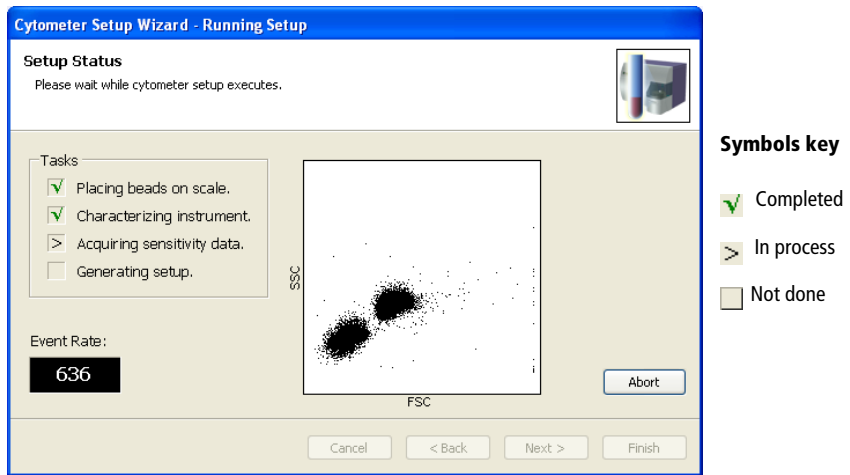 Cytometer Setup Wizard - Running Setup
Setup Status
Please wait while cytometer setup executes.
Tasks
Placing beads on scale.
Characterizing instrument.
> Acquiring sensitivity data.
Generating setup.
Event Rate:
636
SSC
FSC
Abort
Cancel
< Back
Next >
Finish
Symbols key
√ Completed
> In process
Not done